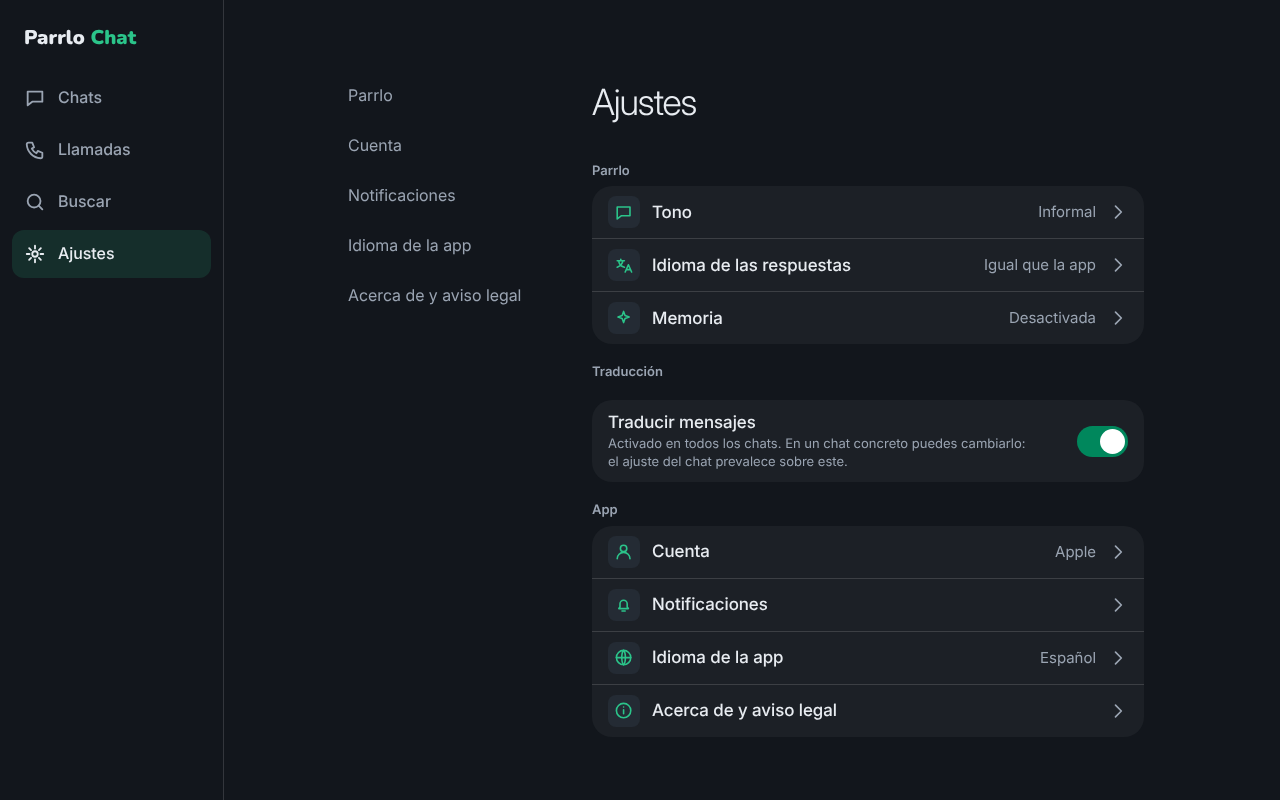 Parrlo Chat
Chats
Llamadas
Buscar
Ajustes
Parrlo
Cuenta
Notificaciones
Idioma de la app
Acerca de y aviso legal
Ajustes
Parrlo
Tono
Informal
Idioma de las respuestas
Igual que la app
Memoria
Desactivada
Traducción
Traducir mensajes
Activado en todos los chats. En un chat concreto puedes cambiarlo:
el ajuste del chat prevalece sobre este.
App
Cuenta
Apple
Notificaciones
Idioma de la app
Español
Acerca de y aviso legal